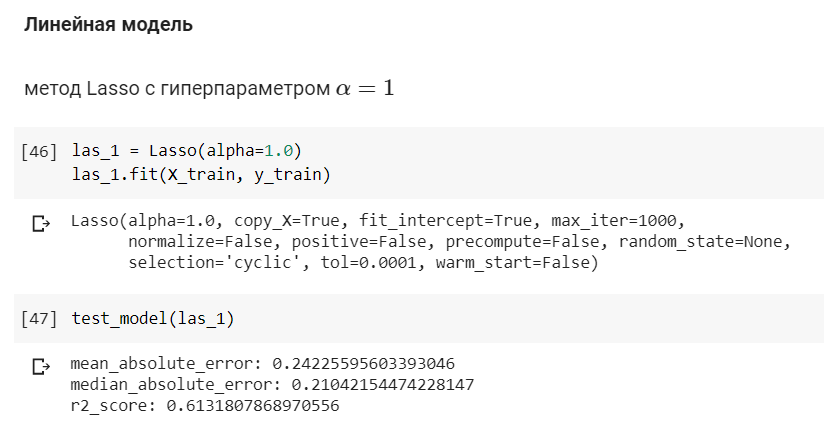 Линейная модель
метод Lasso с гиперпараметром α = 1
[46] las_1 = Lasso(alpha=1.0)
las_1.fit(X_train, y_train)
Lasso(alpha=1.0, copy_X=True, fit_intercept=True, max_iter=1000,
normalize=False, positive=False, precompute=False, random_state=None,
selection='cyclic', tol=0.0001, warm_start=False)
[47] test_model(las_1)
mean_absolute_error: 0.24225595603393046
median_absolute_error: 0.21042154474228147
r2_score: 0.6131807868970556